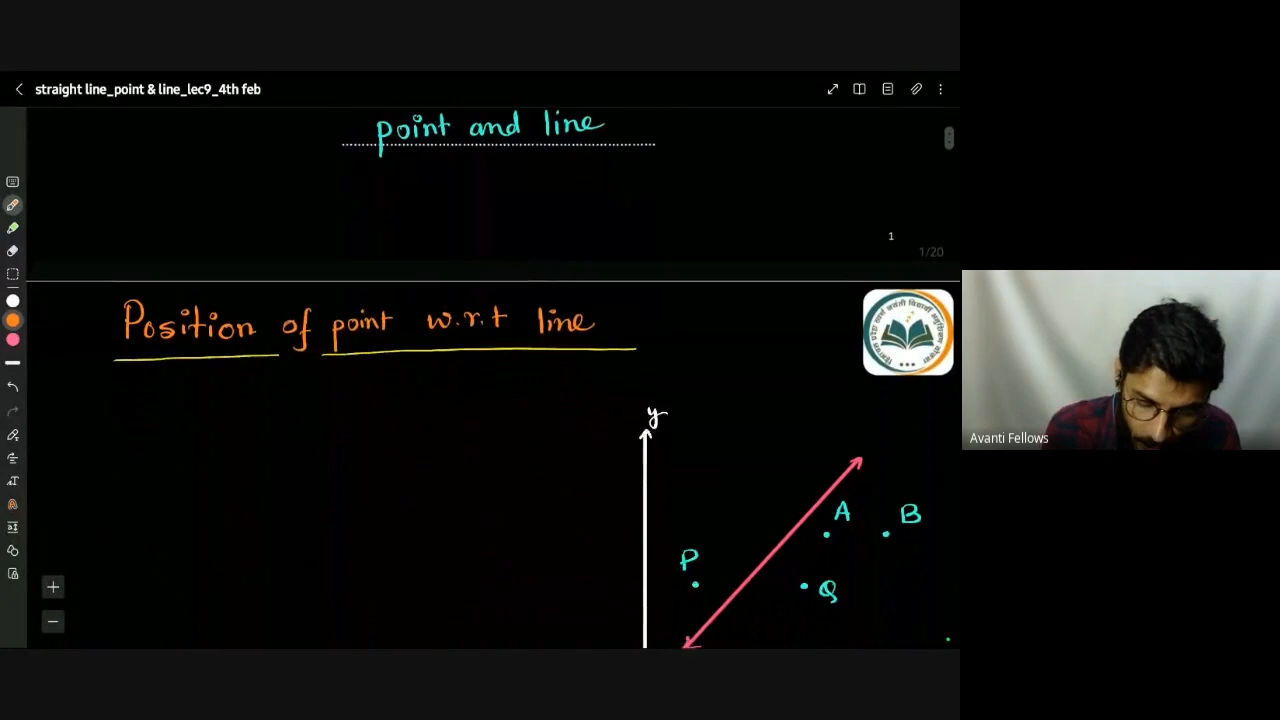 straight line_point & line_lec9_4th feb
point and line
1
1/20
Position of point w.r.t line
y
A
B
P
Q
Avanti Fellows